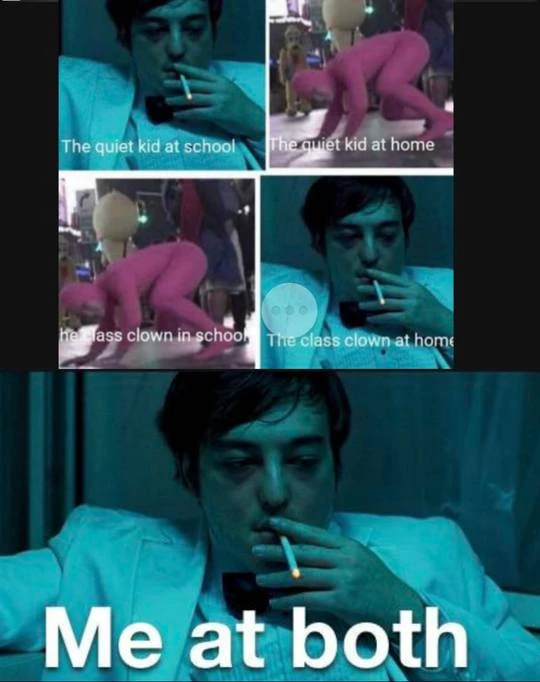 The quiet kid at school
The quiet kid at home
he class clown in school
The class clown at home
Me at both